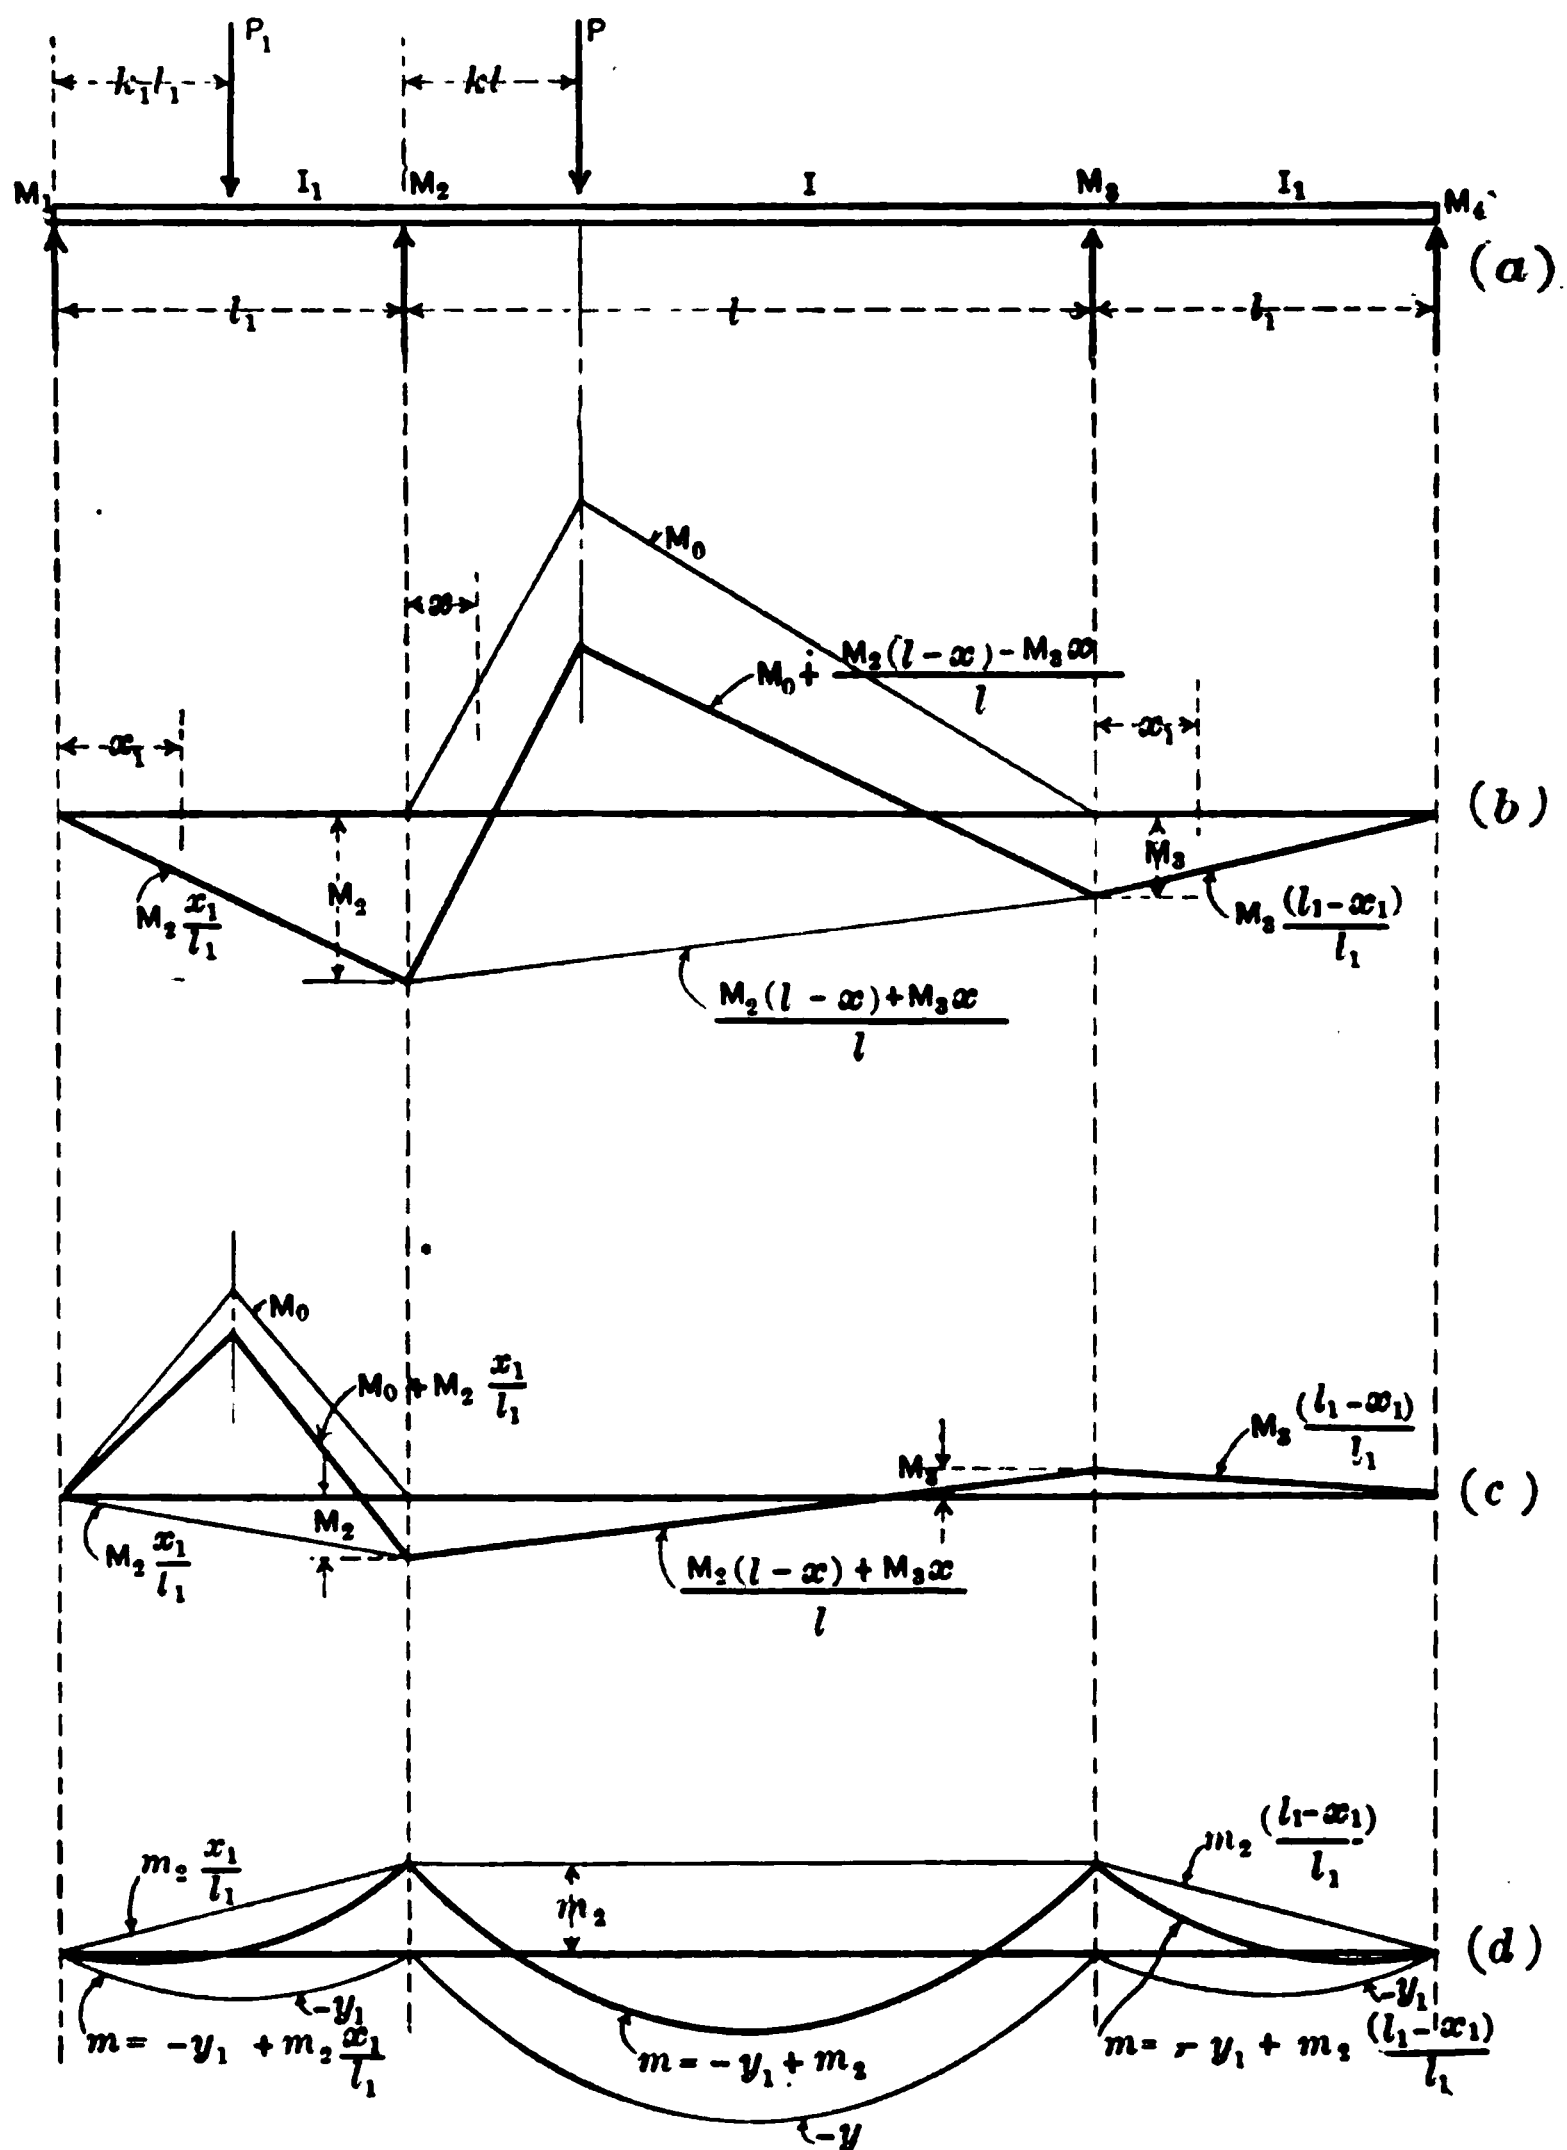 P₁ P
k₁l₁ kl
M₁ I₁ M₂ I M₃ I₁ M₄
(a)
l₁ l l₁
M₀
x
M₀ + M₂(l-x)-M₃x / l
x₁ x₁
(b)
M₂ x₁/l₁ M₂ M₃ M₃ (l₁-x₁)/l₁
M₂(l-x)+M₃x / l
M₀
M₀ + M₂ x₁/l₁ M₃ M₃ (l₁-x₁)/l₁
(c)
M₂ x₁/l₁ M₂ M₂(l-x)+M₃x / l
m₂ x₁/l₁ m₂ m₂ (l₁-x₁)/l₁
(d)
-y₁ -y₁
m = -y₁ + m₂ x₁/l₁ m = -y₁ + m₂ m = -y₁ + m₂ (l₁-x₁)/l₁
-y